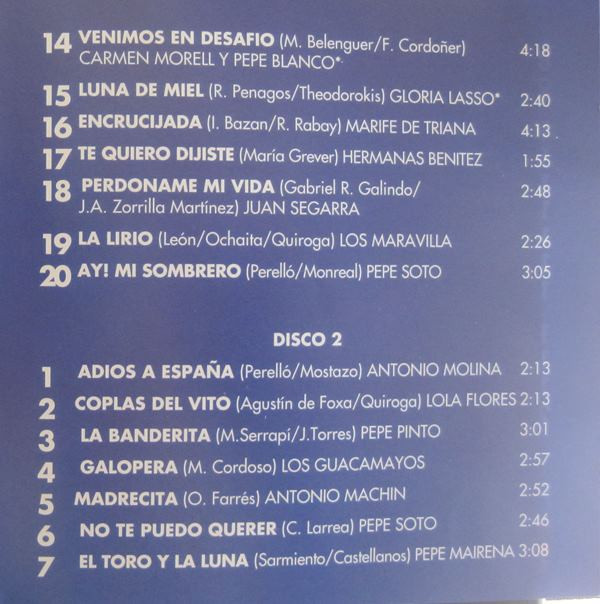 14 VENIMOS EN DESAFIO (M. Belenguer/F. Cordoñer)
CARMEN MORELL Y PEPE BLANCO* 4:18
15 LUNA DE MIEL (R. Penagos/Theodorokis) GLORIA LASSO* 2:40
16 ENCRUCIJADA (I. Bazan/R. Rabay) MARIFE DE TRIANA 4:13
17 TE QUIERO DIJISTE (María Grever) HERMANAS BENITEZ 1:55
18 PERDONAME MI VIDA (Gabriel R. Galindo/ 2:48
J.A. Zorrilla Martínez) JUAN SEGARRA
19 LA LIRIO (León/Ochaita/Quiroga) LOS MARAVILLA 2:26
20 AY! MI SOMBRERO (Perelló/Monreal) PEPE SOTO 3:05
DISCO 2
1 ADIOS A ESPAÑA (Perelló/Mostazo) ANTONIO MOLINA 2:13
2 COPLAS DEL VITO (Agustín de Foxa/Quiroga) LOLA FLORES 2:13
3 LA BANDERITA (M.Serrapí/J.Torres) PEPE PINTO 3:01
4 GALOPERA (M. Cordoso) LOS GUACAMAYOS 2:57
5 MADRECITA (O. Farrés) ANTONIO MACHIN 2:52
6 NO TE PUEDO QUERER (C. Larrea) PEPE SOTO 2:46
7 EL TORO Y LA LUNA (Sarmiento/Castellanos) PEPE MAIRENA 3:08